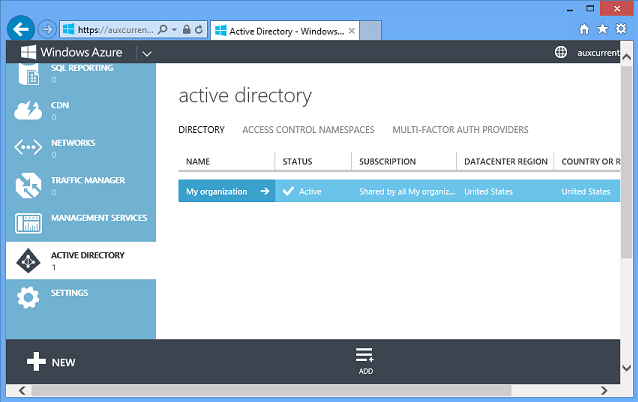 https://auxcurrent...
Active Directory - Windows...
Windows Azure
auxcurrent
SQL REPORTING
0
CDN
0
NETWORKS
0
TRAFFIC MANAGER
0
MANAGEMENT SERVICES
ACTIVE DIRECTORY
1
SETTINGS
active directory
DIRECTORY ACCESS CONTROL NAMESPACES MULTI-FACTOR AUTH PROVIDERS
NAME STATUS SUBSCRIPTION DATACENTER REGION COUNTRY OR R
My organization Active Shared by all My organiz... United States United States
NEW
ADD